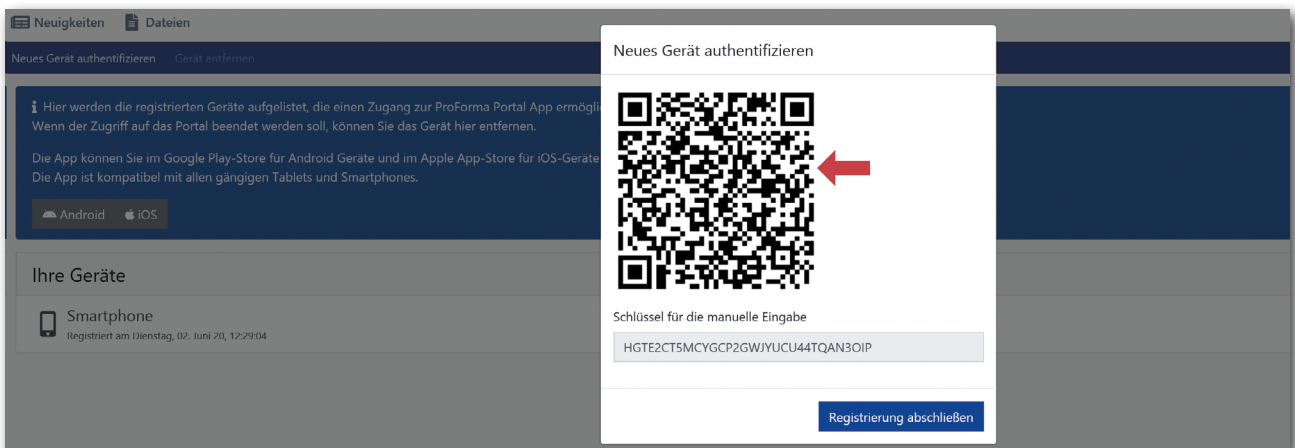 Neuigkeiten Dateien
Neues Gerät authentifizieren Gerät entfernen
Hier werden die registrierten Geräte aufgelistet, die einen Zugang zur ProForma Portal App ermögli
Wenn der Zugriff auf das Portal beendet werden soll, können Sie das Gerät hier entfernen.
Die App können Sie im Google Play-Store für Android Geräte und im Apple App-Store für iOS-Geräte
Die App ist kompatibel mit allen gängigen Tablets und Smartphones.
Android iOS
Ihre Geräte
Smartphone
Registriert am Dienstag, 02. Juni 20, 12:29:04
Neues Gerät authentifizieren
Schlüssel für die manuelle Eingabe
HGTE2CT5MCYGCP2GWJYUCU44TQAN3OIP
Registrierung abschließen